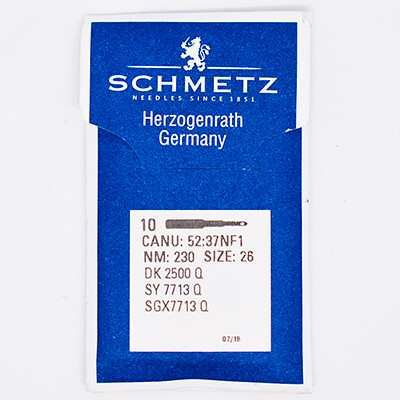 SCHMETZ
NEEDLES SINCE 1851
Herzogenrath
Germany
10
CANU: 52:37NF1
NM: 230 SIZE: 26
DK 2500 Q
SY 7713 Q
SGX7713 Q
07/18